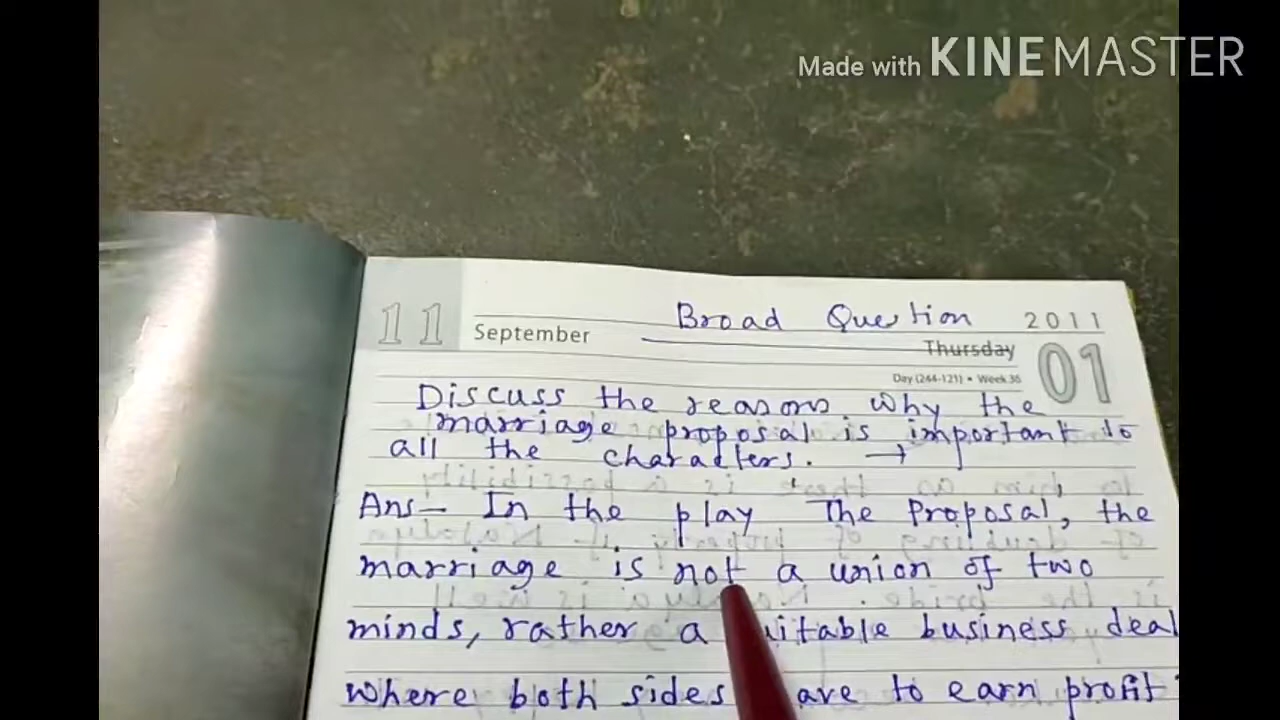 Made with KINEMASTER
11 September
Broad Question
2011
Thursday
01
Day (244-121) • Week 36
Discuss the reasons why the
marriage proposal is important to
all the characters. →
Ans- In the play The Proposal, the
marriage is not a union of two
minds, rather a business deal
where both sides to earn profit